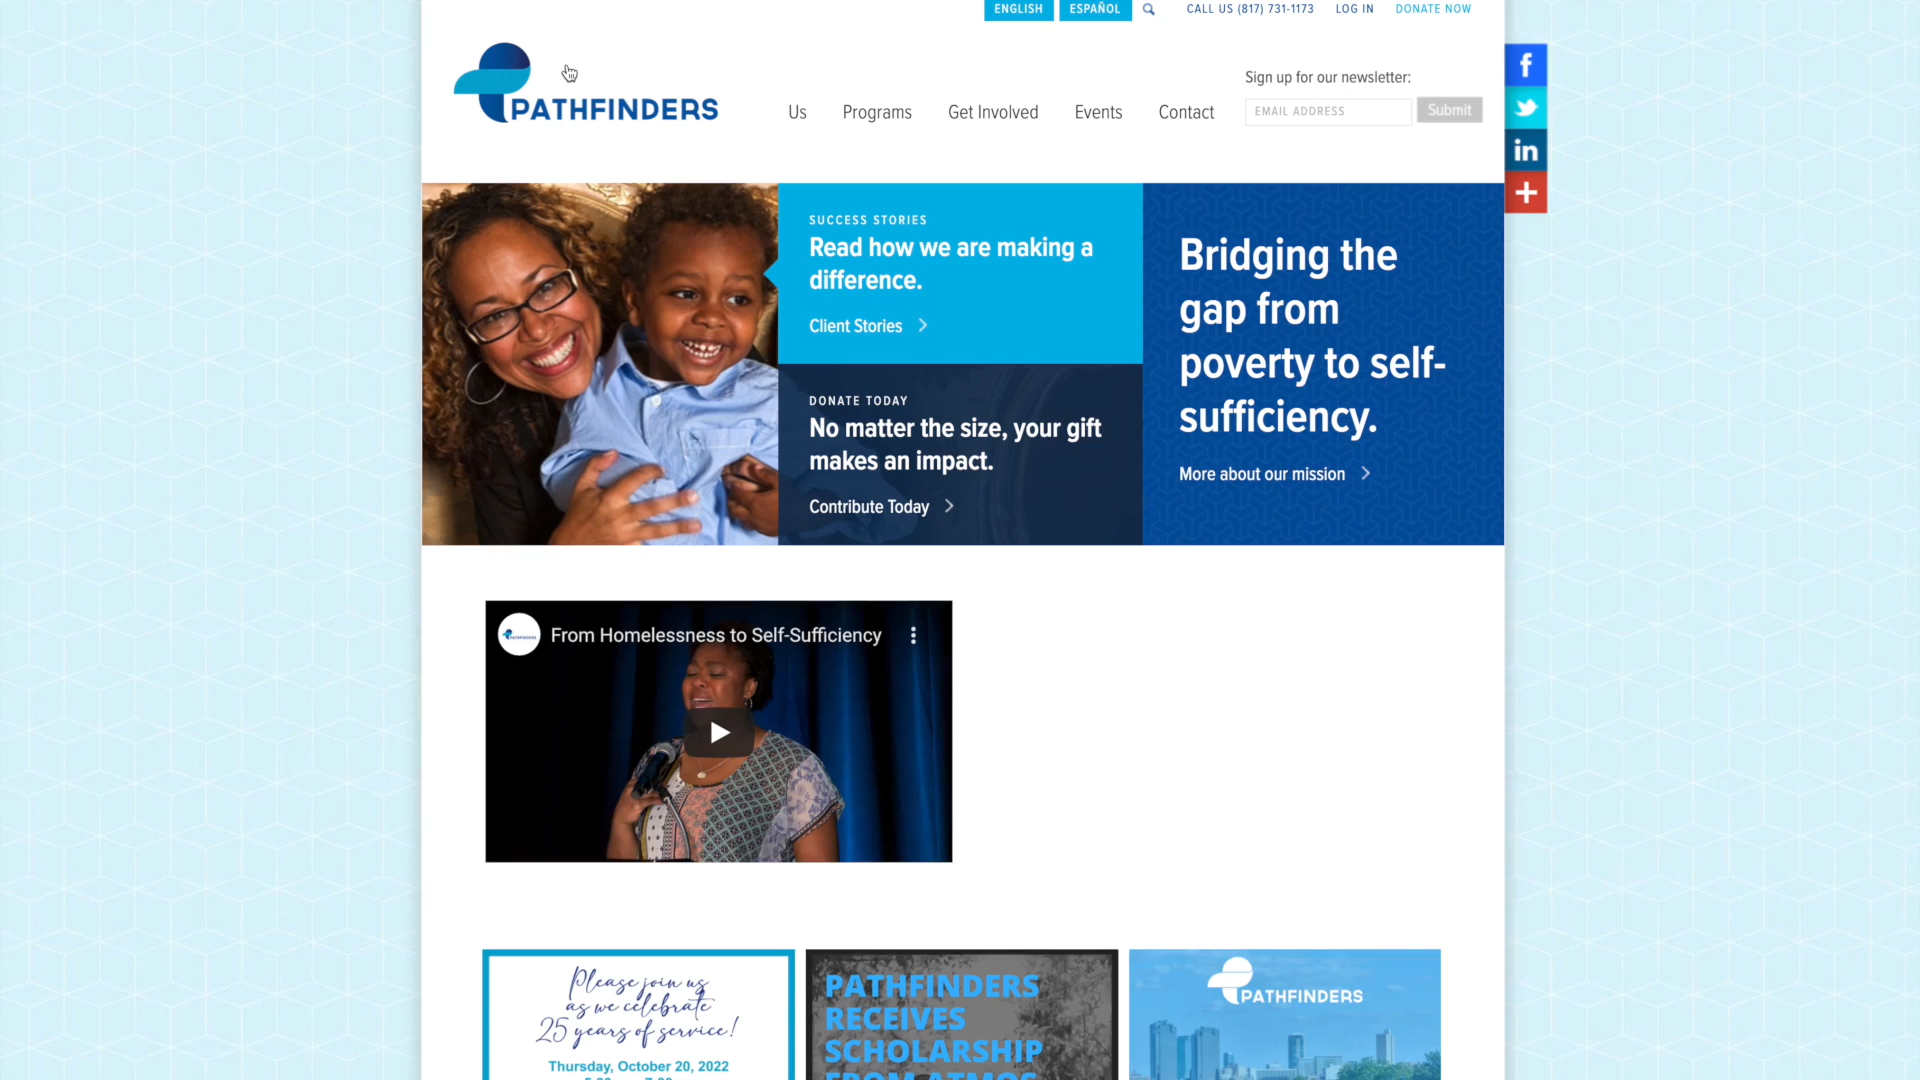 ENGLISH ESPAÑOL CALL US (817) 731-1173 LOG IN DONATE NOW
PATHFINDERS
Us Programs Get Involved Events Contact
Sign up for our newsletter:
EMAIL ADDRESS Submit
f
in
SUCCESS STORIES
Read how we are making a
difference.
Client Stories
DONATE TODAY
No matter the size, your gift
makes an impact.
Contribute Today
Bridging the
gap from
poverty to self-
sufficiency.
More about our mission
PATHFINDERS
From Homelessness to Self-Sufficiency
Please join us
as we celebrate
25 years of service!
Thursday, October 20, 2022
PATHFINDERS
RECEIVES
SCHOLARSHIP
FROM ATMOS
PATHFINDERS